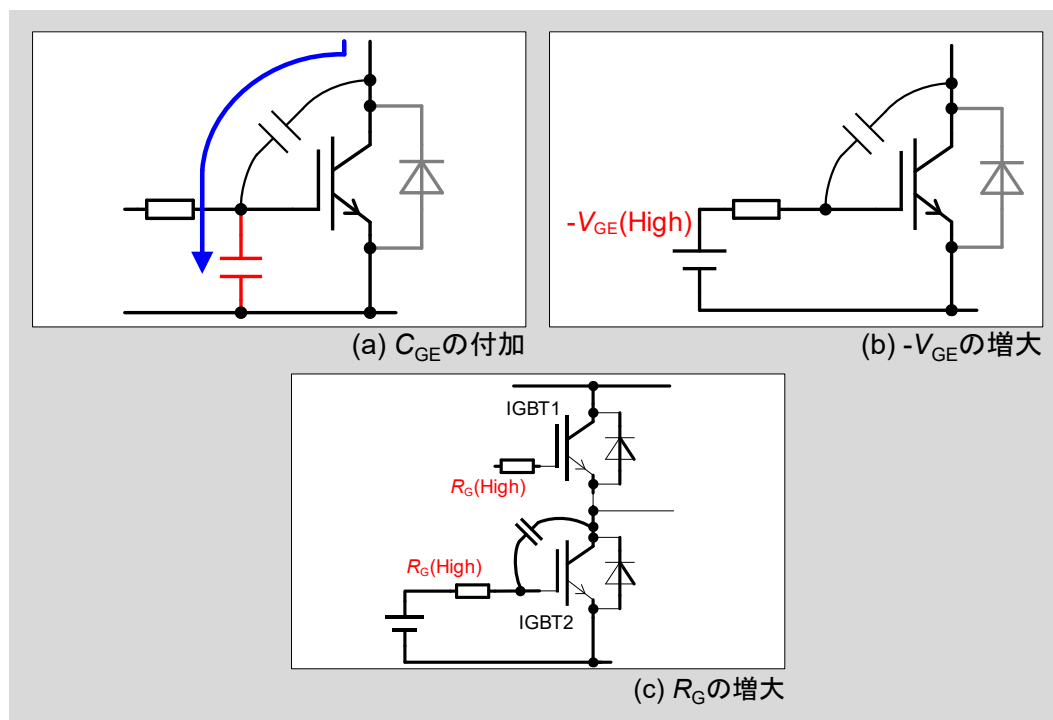 -VGE(High)
(a) CGEの付加
(b) -VGEの増大
IGBT1
RG(High)
RG(High)
IGBT2
(c) RGの増大